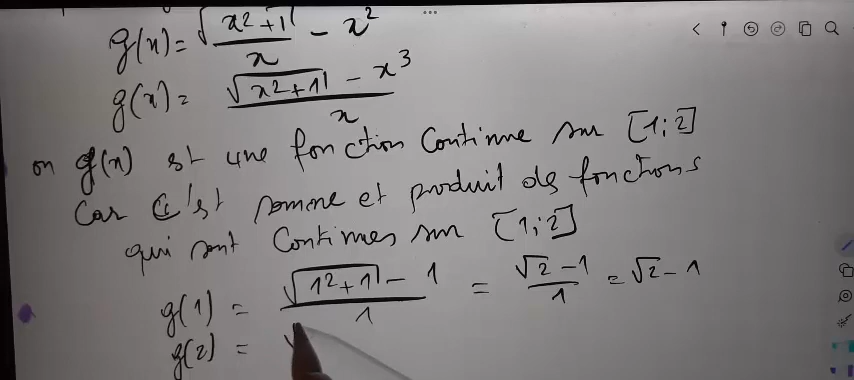 g(x) = √x²+1 / x - x²
g(x) = √x²+1 - x³ / x
on g(x) est une fonction Continue sur [1;2]
Car C'est somme et produit de fonctions
qui sont Continues sur [1;2]
g(1) = √1²+1 - 1 / 1 = √2 - 1 / 1 = √2 - 1
g(2) = √